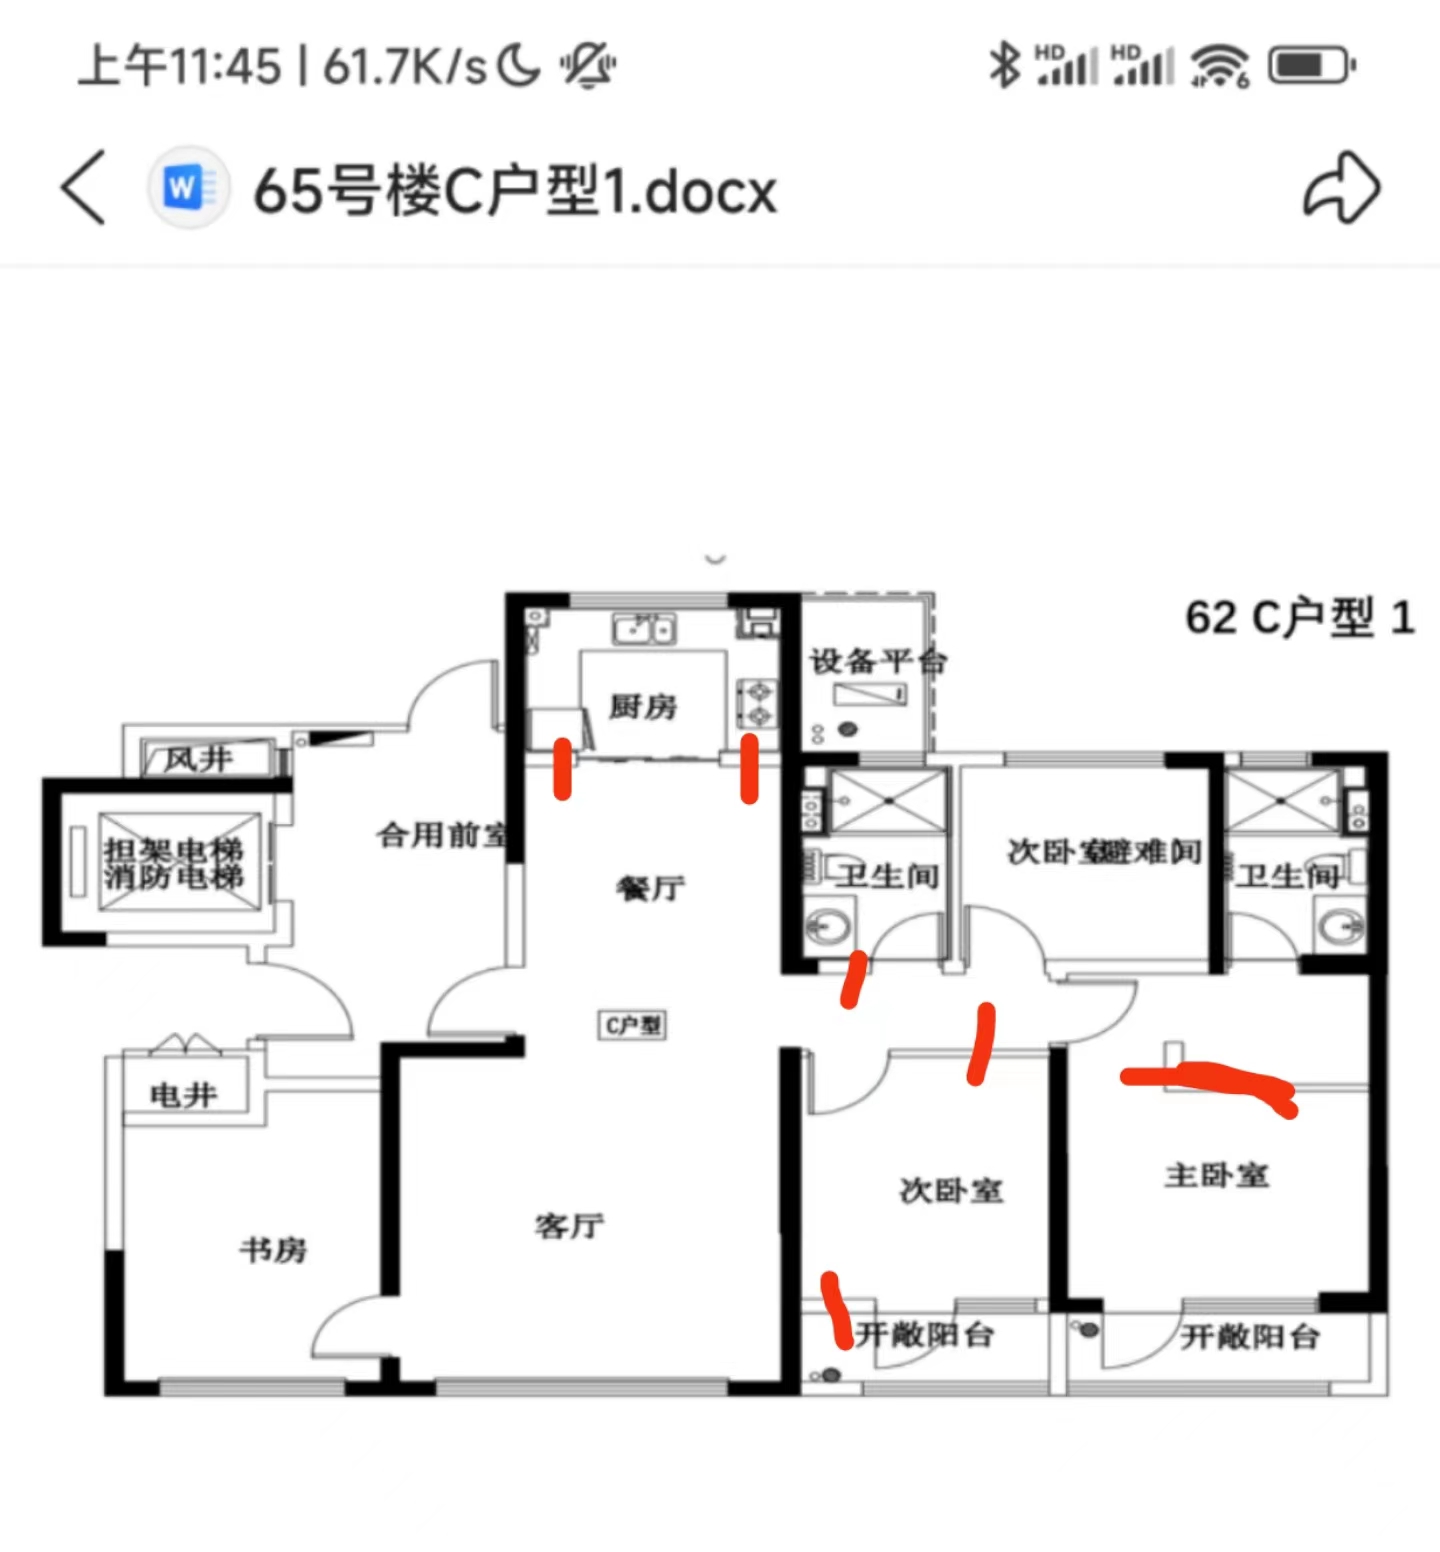 上午11:45 | 61.7K/s
HD HD 6
W 65号楼C户型1.docx
62 C户型 1
设备平台
厨房
风井
合用前室
担架电梯
消防电梯
餐厅
卫生间
次卧室避难间
卫生间
C户型
电井
次卧室
主卧室
客厅
书房
开敞阳台
开敞阳台